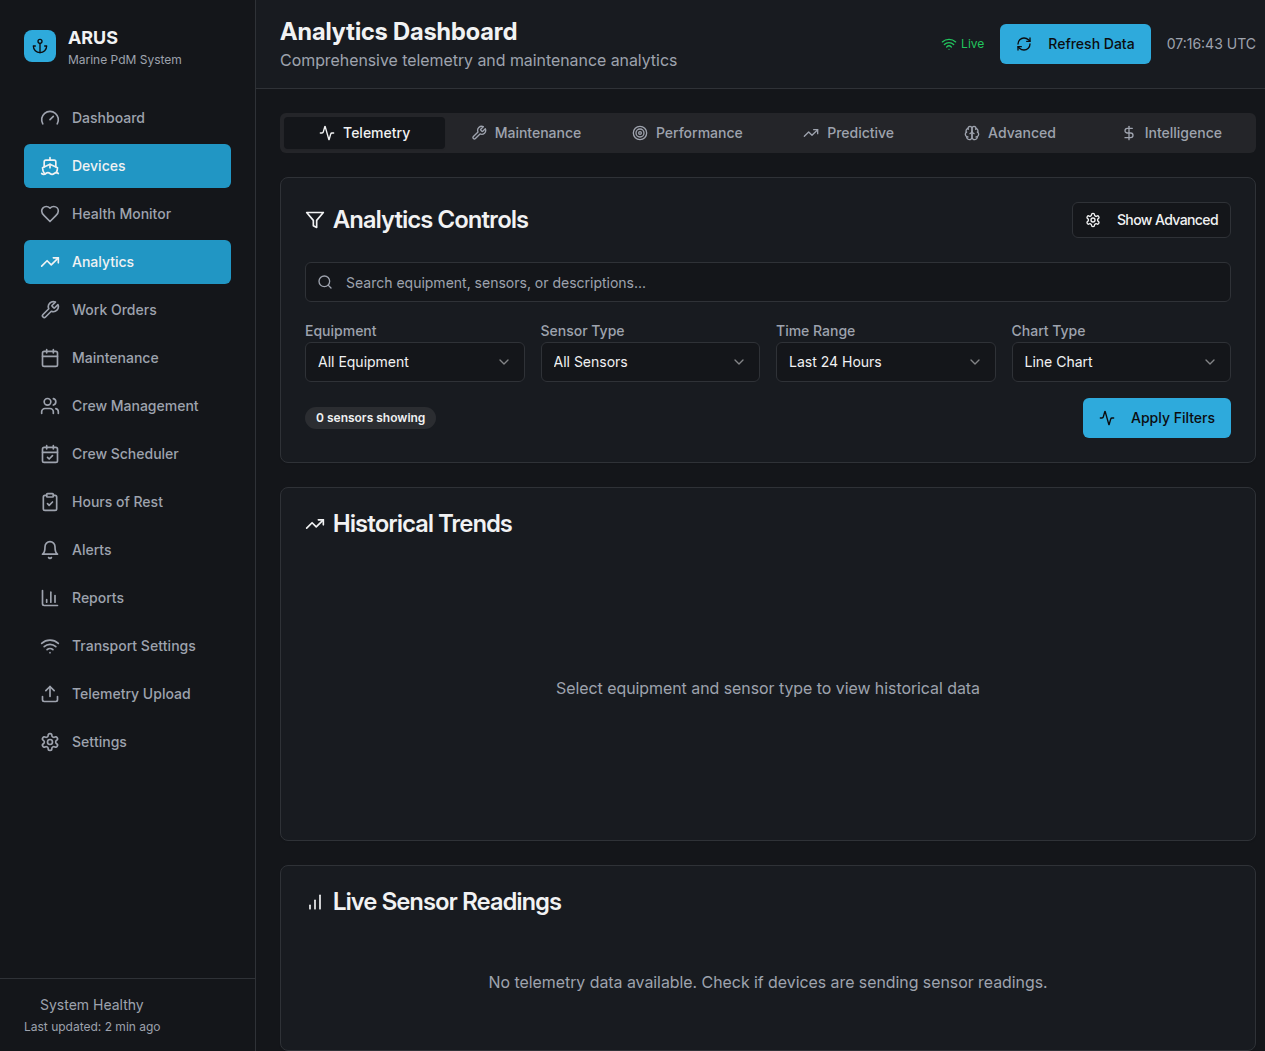 ARUS
Marine PdM System
Dashboard
Devices
Health Monitor
Analytics
Work Orders
Maintenance
Crew Management
Crew Scheduler
Hours of Rest
Alerts
Reports
Transport Settings
Telemetry Upload
Settings
System Healthy
Last updated: 2 min ago
Analytics Dashboard
Comprehensive telemetry and maintenance analytics
Live
Refresh Data
07:16:43 UTC
Telemetry
Maintenance
Performance
Predictive
Advanced
Intelligence
Analytics Controls
Show Advanced
Search equipment, sensors, or descriptions...
Equipment
Sensor Type
Time Range
Chart Type
All Equipment
All Sensors
Last 24 Hours
Line Chart
0 sensors showing
Apply Filters
Historical Trends
Select equipment and sensor type to view historical data
Live Sensor Readings
No telemetry data available. Check if devices are sending sensor readings.